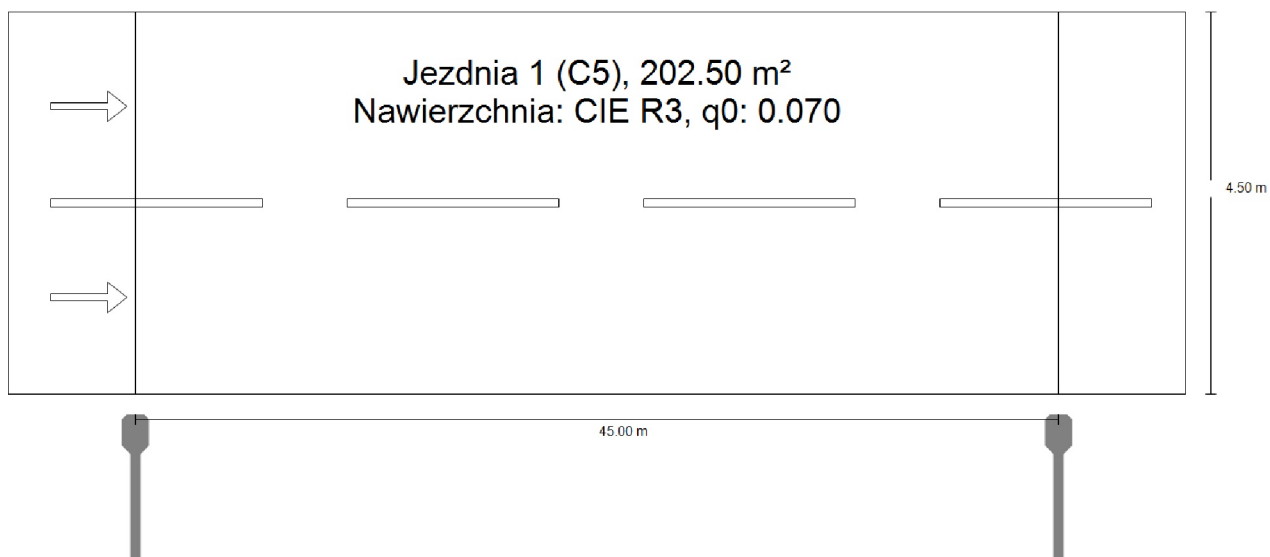 Jezdnia 1 (C5), 202.50 m²
Nawierzchnia: CIE R3, q0: 0.070
4.50 m
45.00 m